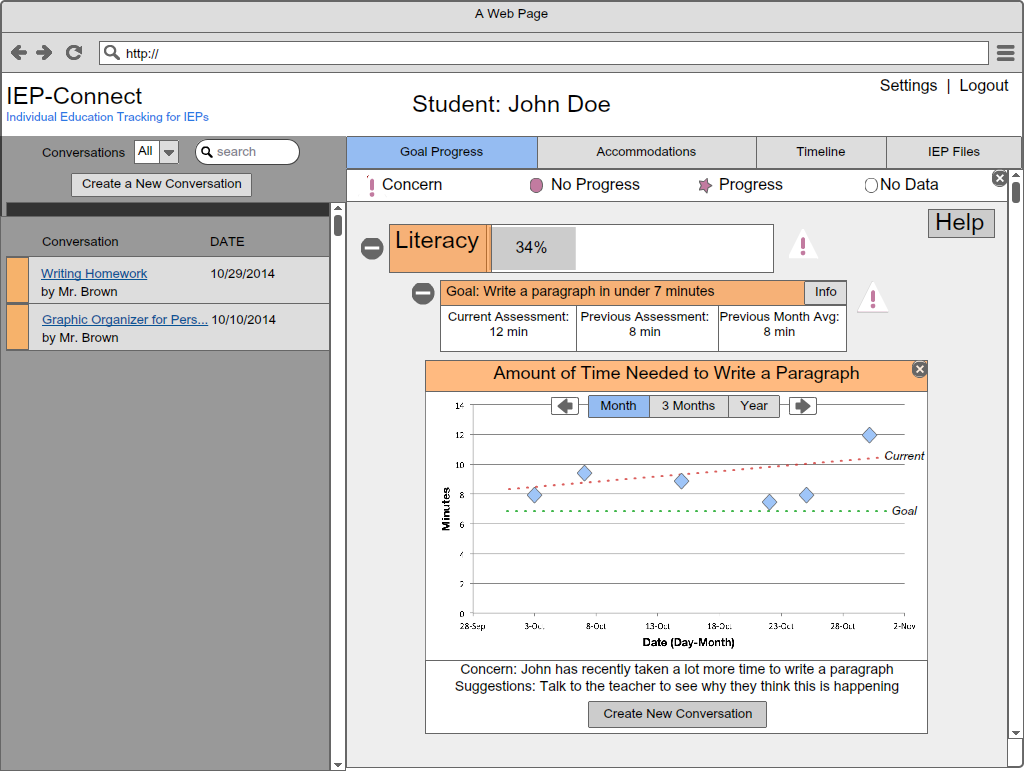 A Web Page
http://
Settings | Logout
IEP-Connect
Individual Education Tracking for IEPs
Student: John Doe
Conversations All search
Create a New Conversation
Conversation DATE
Writing Homework 10/29/2014
by Mr. Brown
Graphic Organizer for Pers... 10/10/2014
by Mr. Brown
Goal Progress Accommodations Timeline IEP Files
! Concern No Progress Progress No Data
Help
Literacy 34% !
Goal: Write a paragraph in under 7 minutes Info !
Current Assessment: Previous Assessment: Previous Month Avg:
12 min 8 min 8 min
Amount of Time Needed to Write a Paragraph
Month 3 Months Year
14
12
10
8
6
4
2
0
Minutes
Current
Goal
28-Sep 3-Oct 8-Oct 13-Oct 18-Oct 23-Oct 28-Oct 2-Nov
Date (Day-Month)
Concern: John has recently taken a lot more time to write a paragraph
Suggestions: Talk to the teacher to see why they think this is happening
Create New Conversation